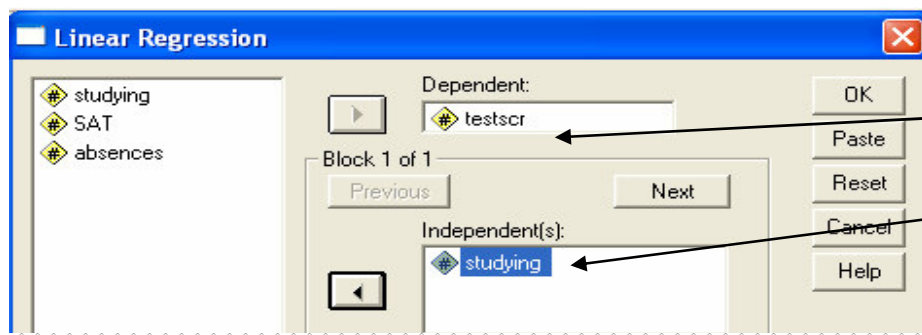 Linear Regression
studying
SAT
absences
Dependent:
testscr
Block 1 of 1
Previous
Next
Independent(s):
studying
OK
Paste
Reset
Cancel
Help